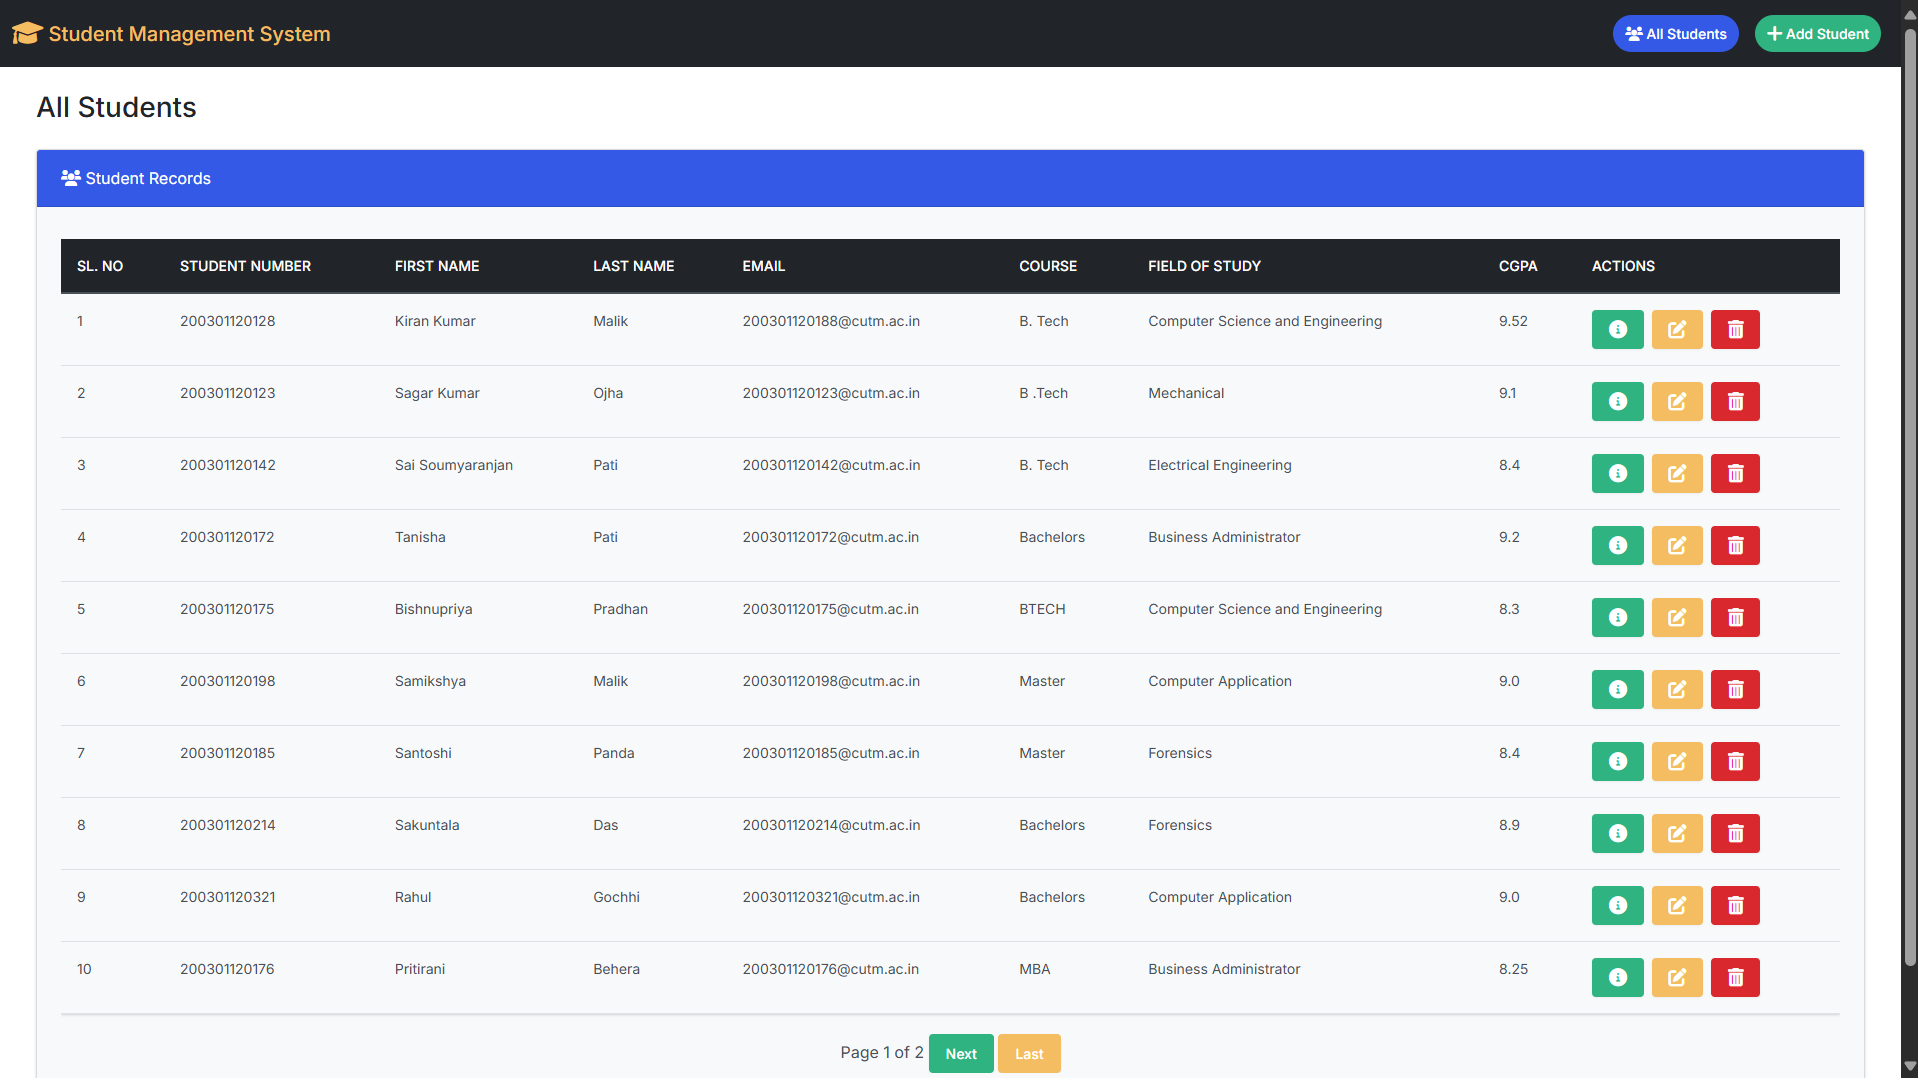 Student Management System All Students Add Student
All Students
Student Records
SL. NO STUDENT NUMBER FIRST NAME LAST NAME EMAIL COURSE FIELD OF STUDY CGPA ACTIONS
1 200301120128 Kiran Kumar Malik 200301120188@cutm.ac.in B. Tech Computer Science and Engineering 9.52
2 200301120123 Sagar Kumar Ojha 200301120123@cutm.ac.in B .Tech Mechanical 9.1
3 200301120142 Sai Soumyaranjan Pati 200301120142@cutm.ac.in B. Tech Electrical Engineering 8.4
4 200301120172 Tanisha Pati 200301120172@cutm.ac.in Bachelors Business Administrator 9.2
5 200301120175 Bishnupriya Pradhan 200301120175@cutm.ac.in BTECH Computer Science and Engineering 8.3
6 200301120198 Samikshya Malik 200301120198@cutm.ac.in Master Computer Application 9.0
7 200301120185 Santoshi Panda 200301120185@cutm.ac.in Master Forensics 8.4
8 200301120214 Sakuntala Das 200301120214@cutm.ac.in Bachelors Forensics 8.9
9 200301120321 Rahul Gochhi 200301120321@cutm.ac.in Bachelors Computer Application 9.0
10 200301120176 Pritirani Behera 200301120176@cutm.ac.in MBA Business Administrator 8.25
Page 1 of 2 Next Last